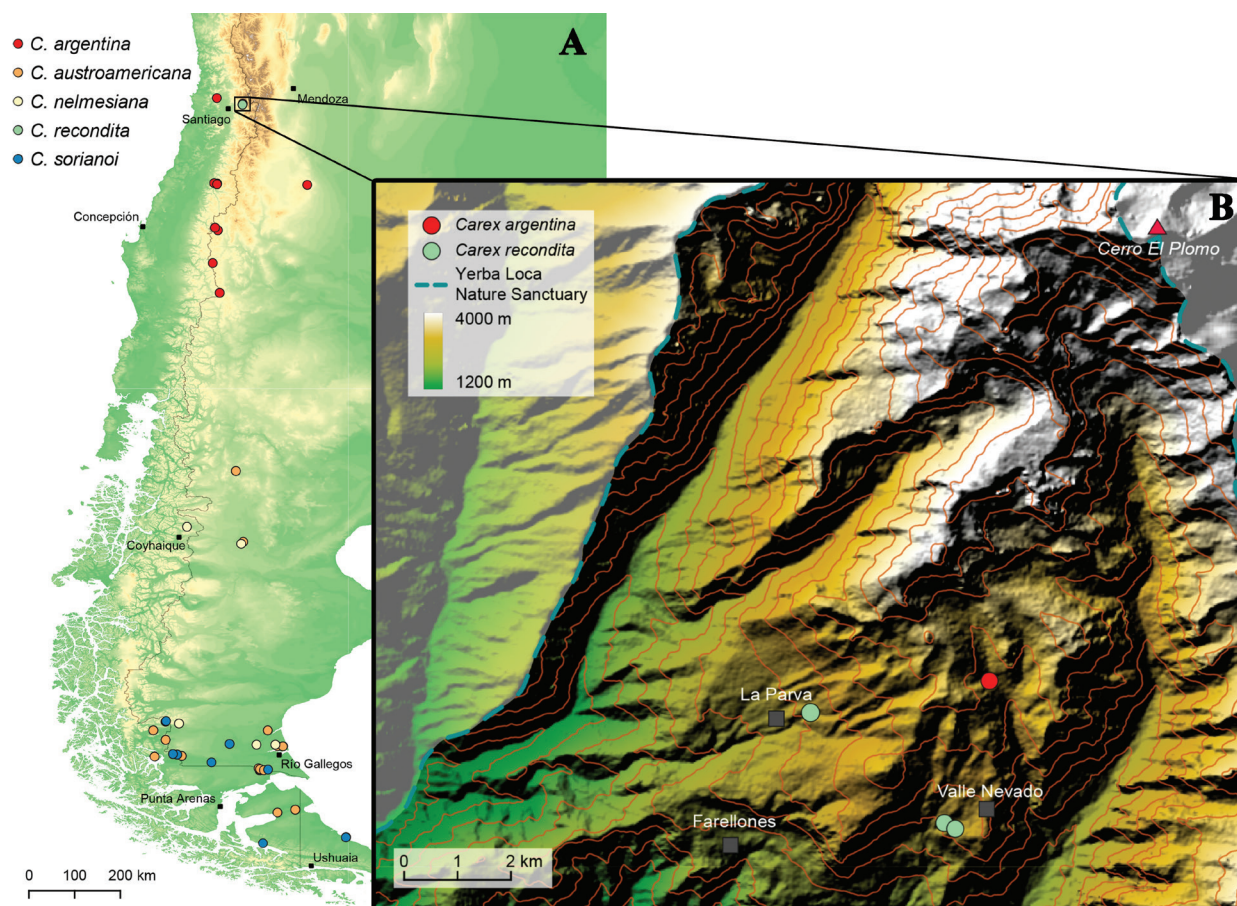 A
C. argentina
C. austroamericana
C. nelmesiana
C. recondita
C. sorianoi
Mendoza
Santiago
Concepción
Coyhaique
Río Gallegos
Punta Arenas
Ushuaia
0 100 200 km
B
Carex argentina
Carex recondita
Yerba Loca
Nature Sanctuary
4000 m
1200 m
Cerro El Plomo
La Parva
Valle Nevado
Farellones
0 1 2 km